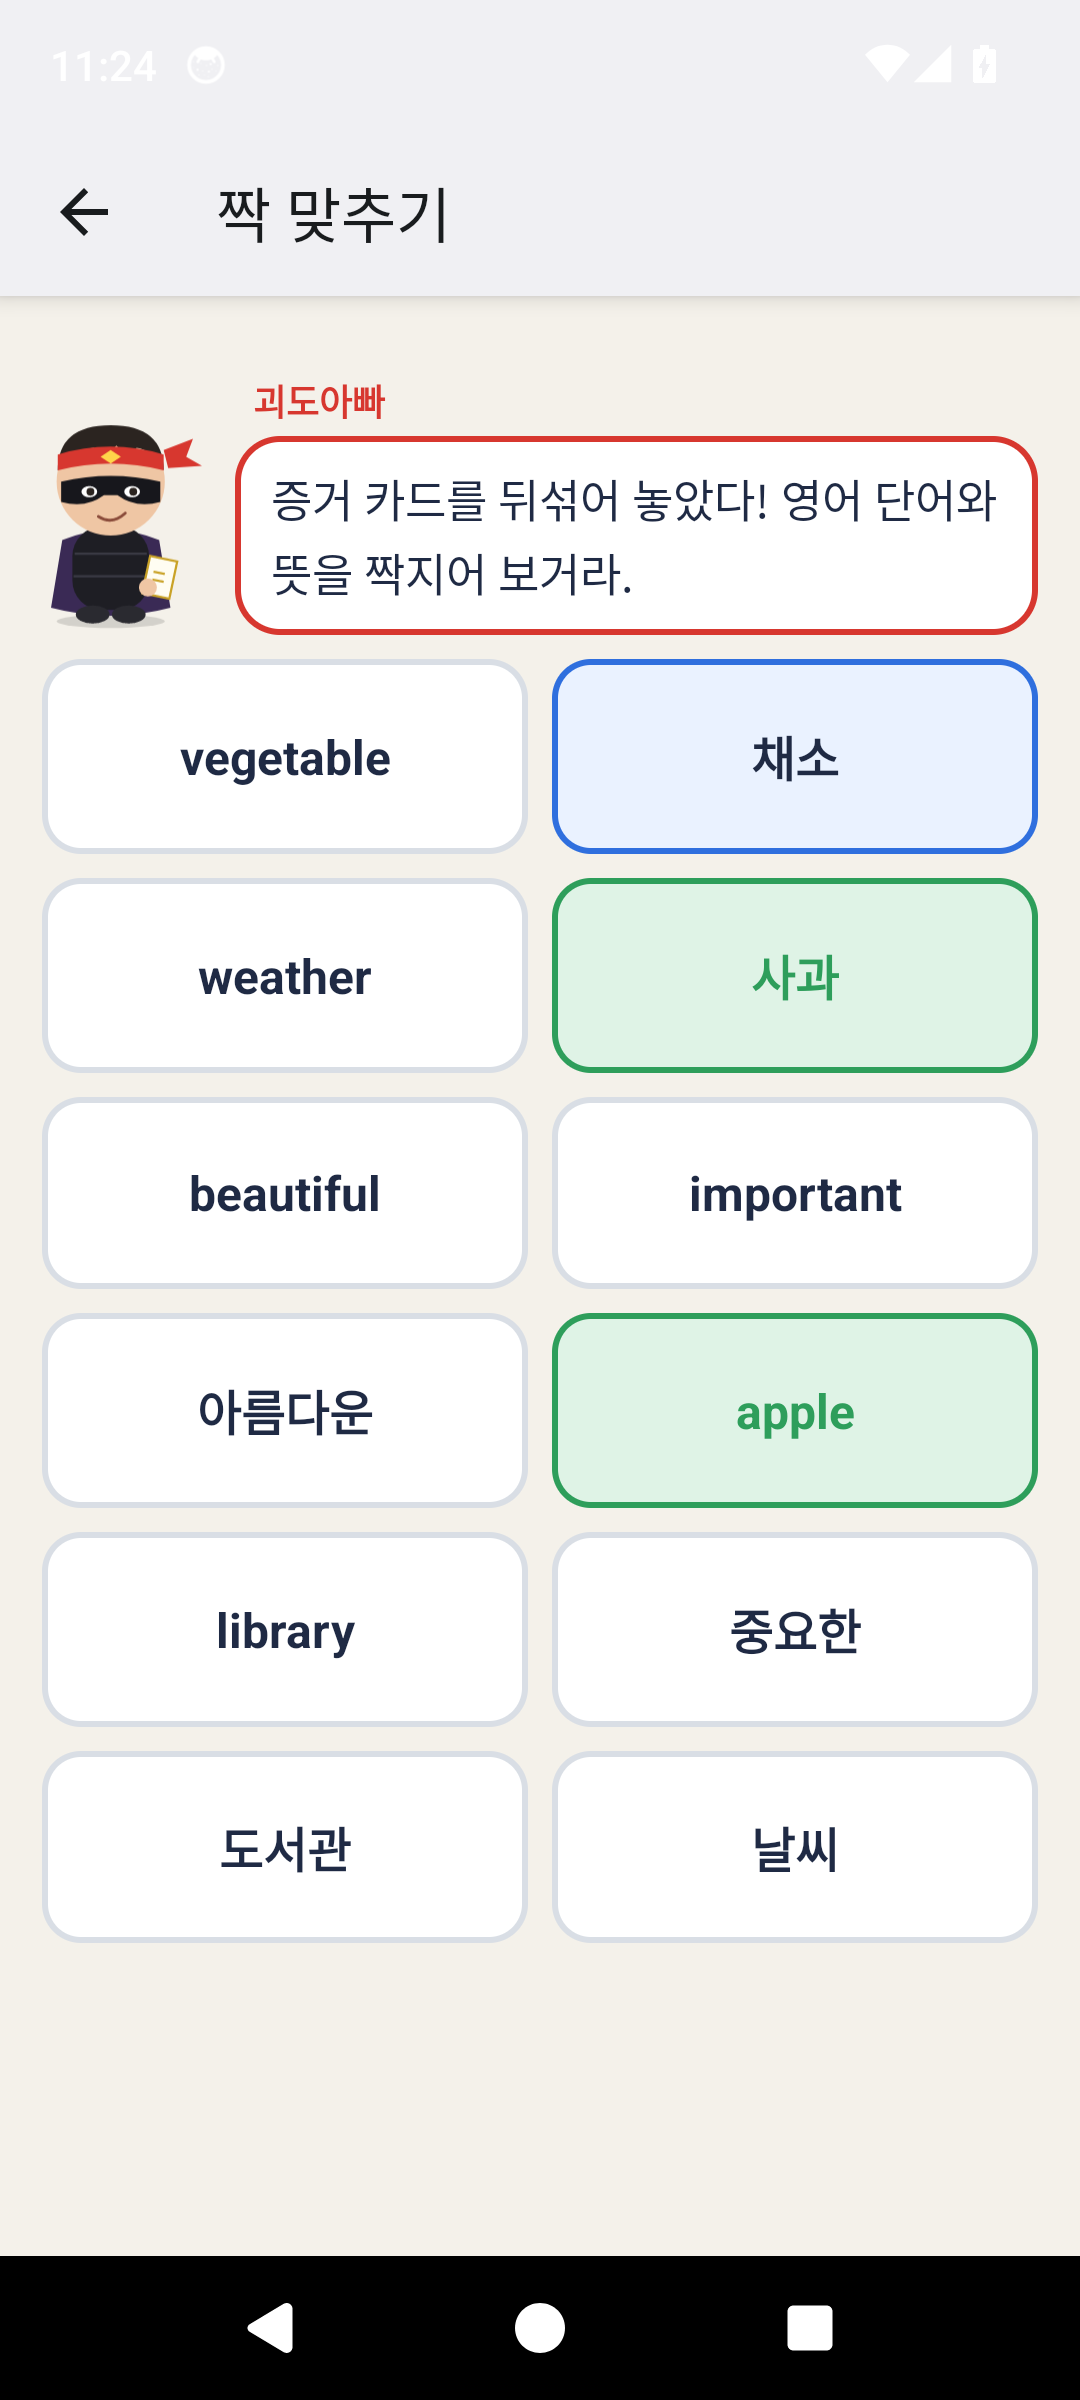 11:24
짝 맞추기
괴도아빠
증거 카드를 뒤섞어 놓았다! 영어 단어와
뜻을 짝지어 보거라.
vegetable
채소
weather
사과
beautiful
important
아름다운
apple
library
중요한
도서관
날씨